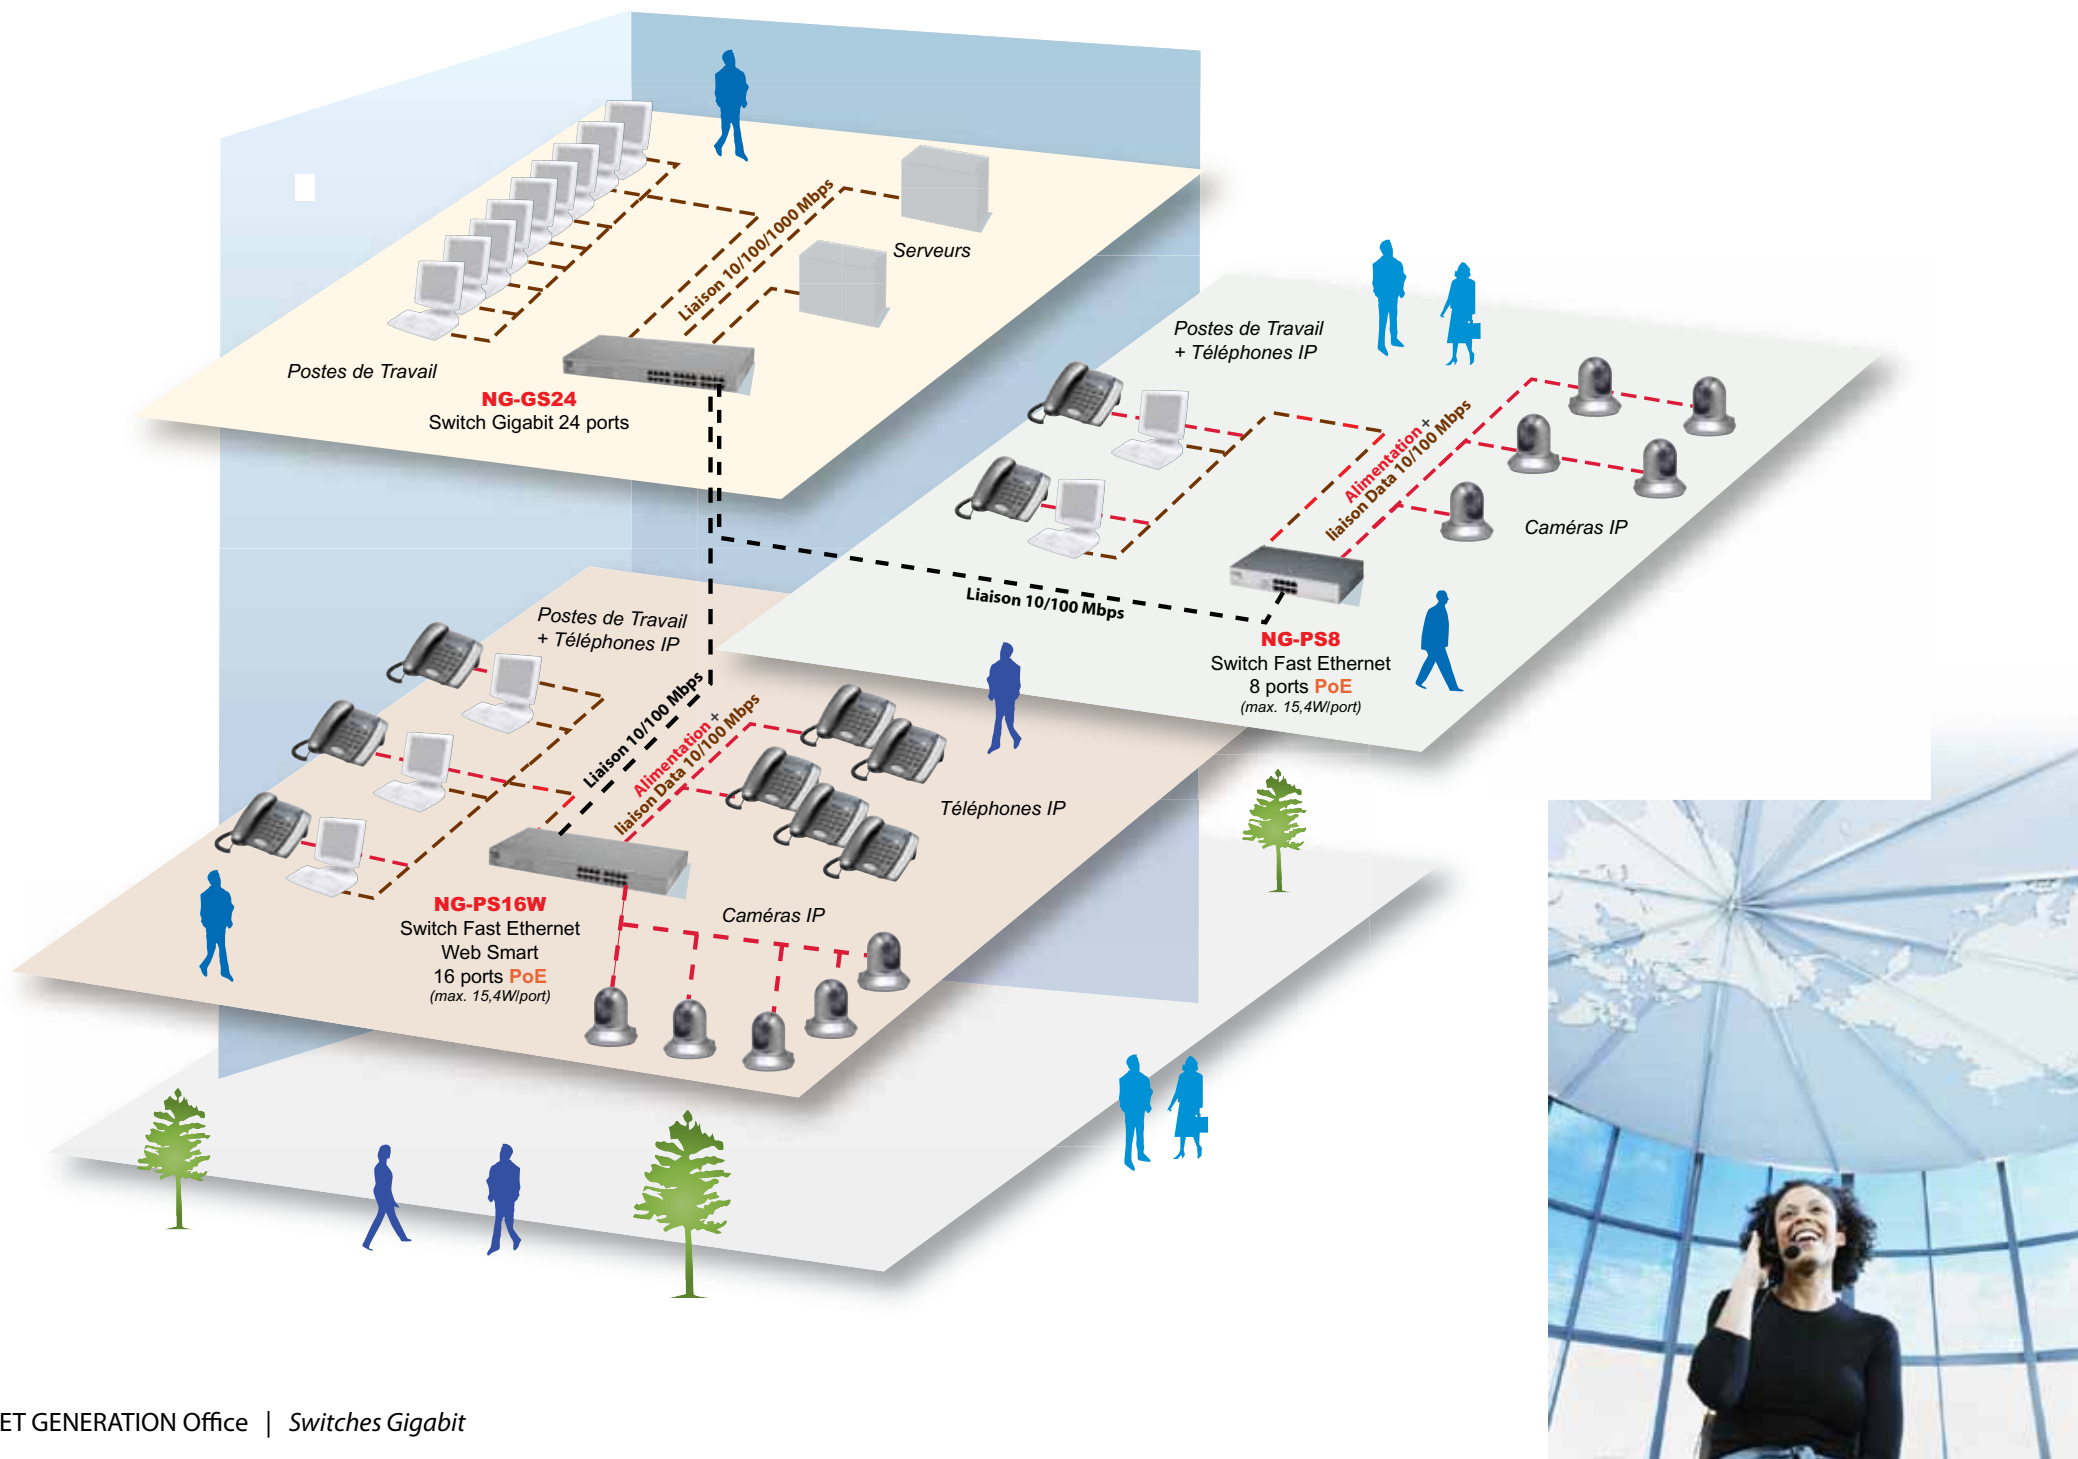 Liaison 10/100/1000 Mbps
Serveurs
Postes de Travail
NG-GS24
Switch Gigabit 24 ports
Postes de Travail
+ Téléphones IP
Alimentation +
liaison Data 10/100 Mbps
Caméras IP
Liaison 10/100 Mbps
NG-PS8
Switch Fast Ethernet
8 ports PoE
(max. 15,4W/port)
Postes de Travail
+ Téléphones IP
Liaison 10/100 Mbps
Alimentation +
liaison Data 10/100 Mbps
Téléphones IP
NG-PS16W
Switch Fast Ethernet
Web Smart
16 ports PoE
(max. 15,4W/port)
Caméras IP
ET GENERATION Office | Switches Gigabit